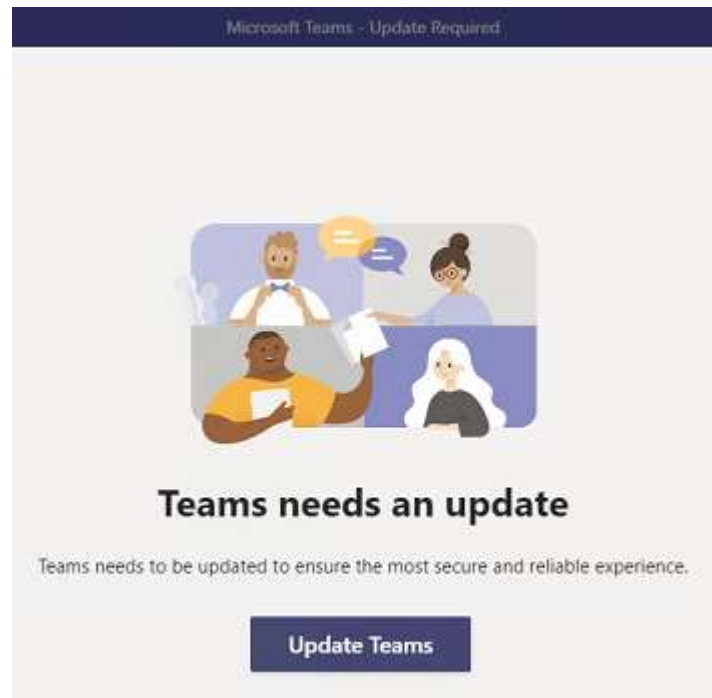 Microsoft Teams - Update Required
Teams needs an update
Teams needs to be updated to ensure the most secure and reliable experience.
Update Teams